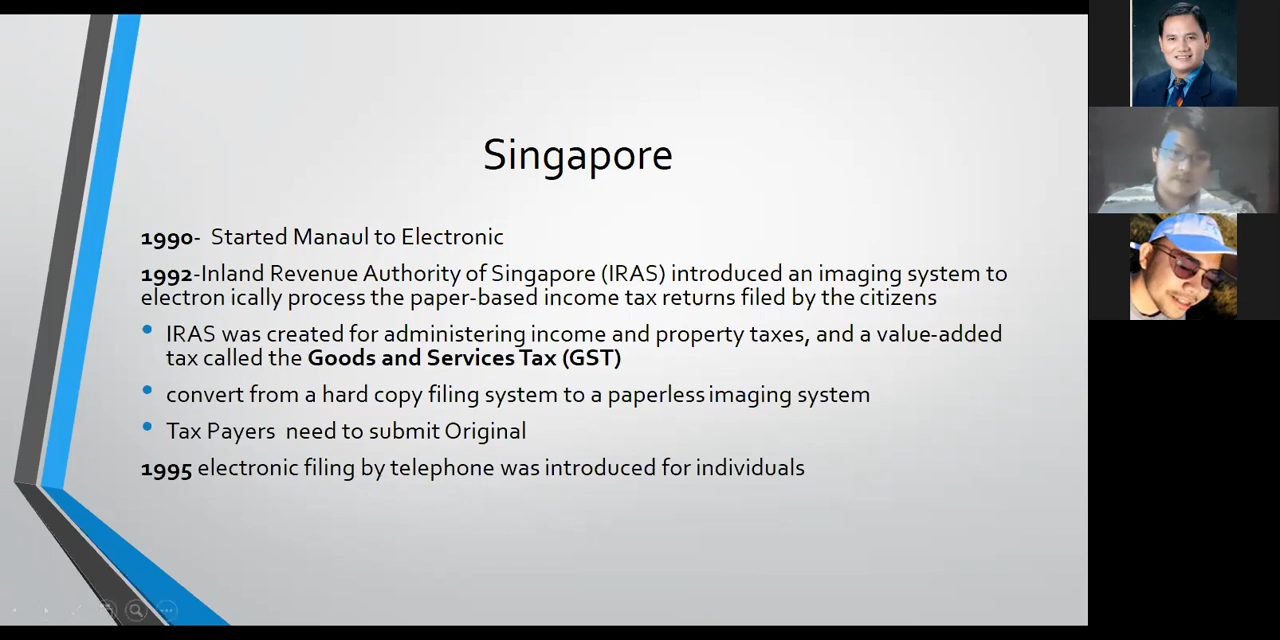 Singapore
1990- Started Manaul to Electronic
1992-Inland Revenue Authority of Singapore (IRAS) introduced an imaging system to
electron ically process the paper-based income tax returns filed by the citizens
IRAS was created for administering income and property taxes, and a value-added
tax called the Goods and Services Tax (GST)
convert from a hard copy filing system to a paperless imaging system
Tax Payers need to submit Original
1995 electronic filing by telephone was introduced for individuals